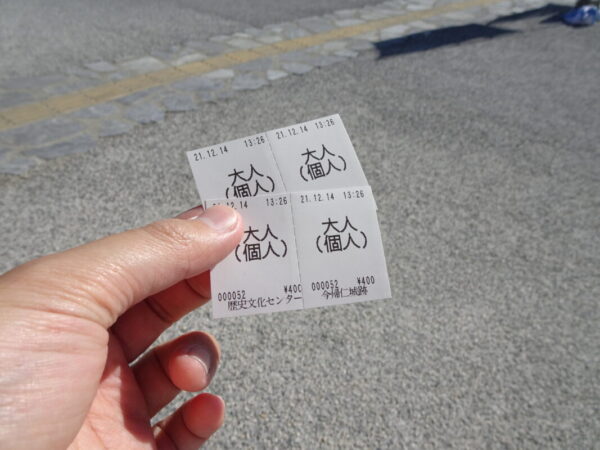 21.12.14 13:26
大人
(個人)
21.12.14 13:26
大人
(個人)
21.12.14 13:26
大人
(個人)
000052 ¥400
歴史文化センター
21.12.14 13:26
大人
(個人)
000052 ¥400
今帰仁城跡